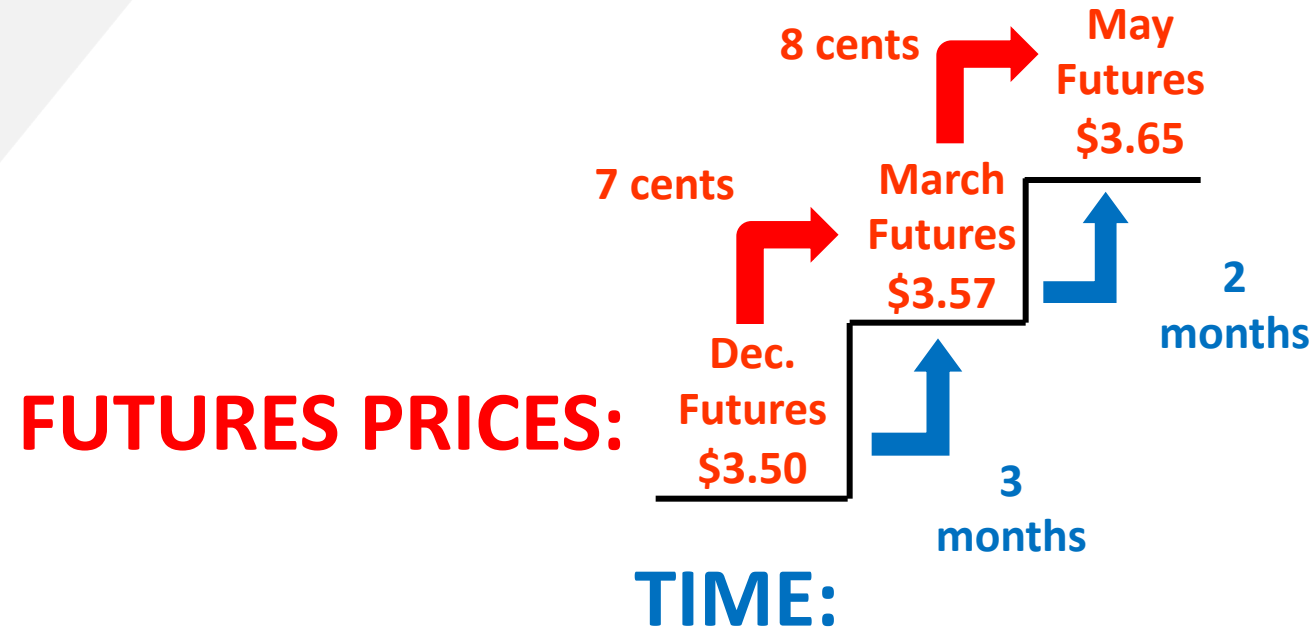 8 cents
May
Futures
$3.65
7 cents
March
Futures
$3.57
2
months
Dec.
Futures
$3.50
FUTURES PRICES:
3
months
TIME: